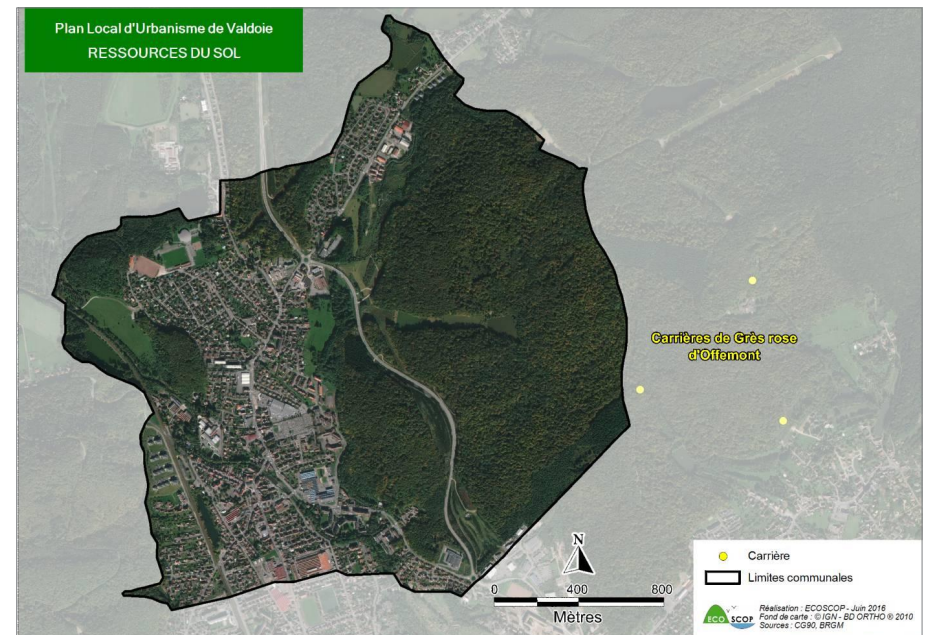 Plan Local d'Urbanisme de Valdoie
RESSOURCES DU SOL
Carrières de Grès rose
d'Offemont
N
0 400 800
Mètres
Carrière
Limites communales
ECO SCOP
Réalisation : ECOSCOP - Juin 2016
Fond de carte : © IGN - BD ORTHO ® 2010
Sources : CG90, BRGM